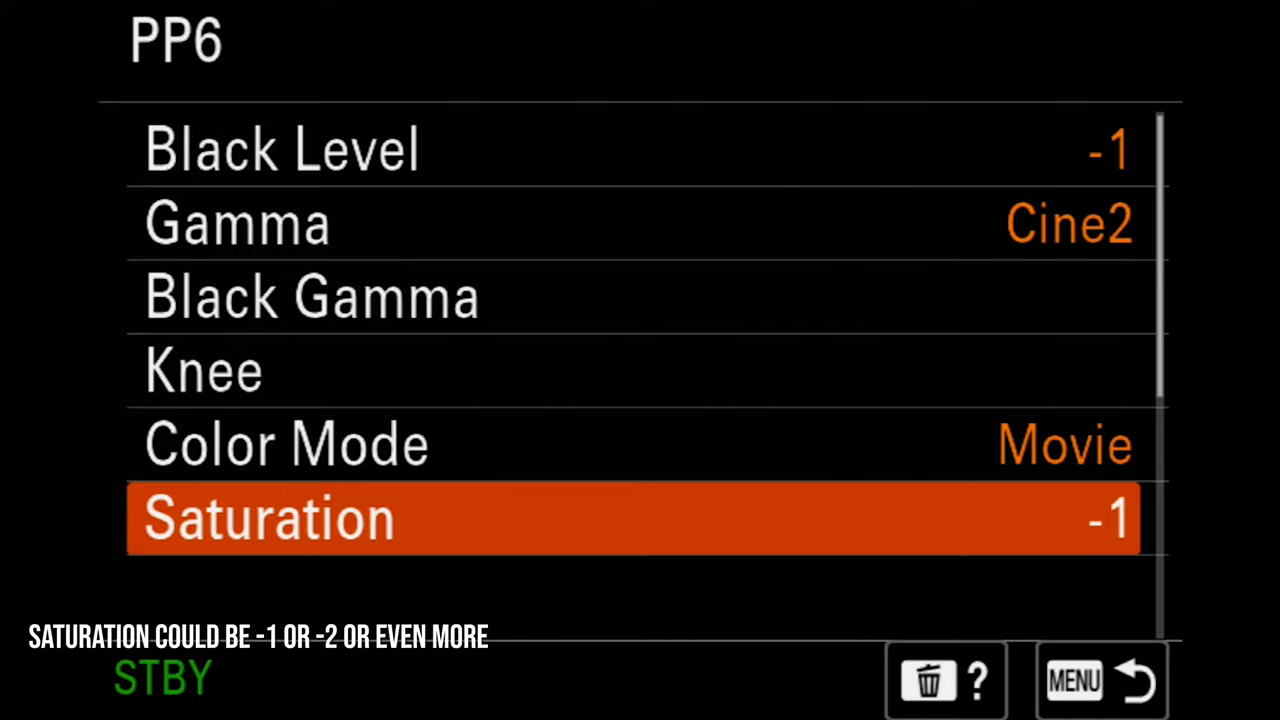 PP6
Black Level -1
Gamma Cine2
Black Gamma
Knee
Color Mode Movie
Saturation -1
SATURATION COULD BE -1 OR -2 OR EVEN MORE
STBY ? MENU